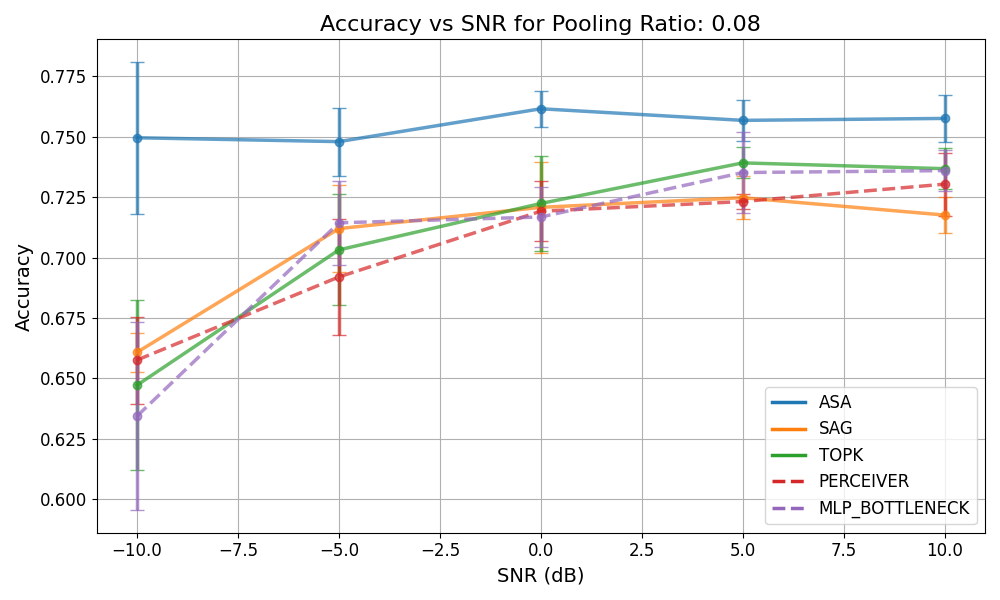 Accuracy vs SNR for Pooling Ratio: 0.08
Accuracy
0.775
0.750
0.725
0.700
0.675
0.650
0.625
0.600
ASA
SAG
TOPK
PERCEIVER
MLP_BOTTLENECK
−10.0 −7.5 −5.0 −2.5 0.0 2.5 5.0 7.5 10.0
SNR (dB)